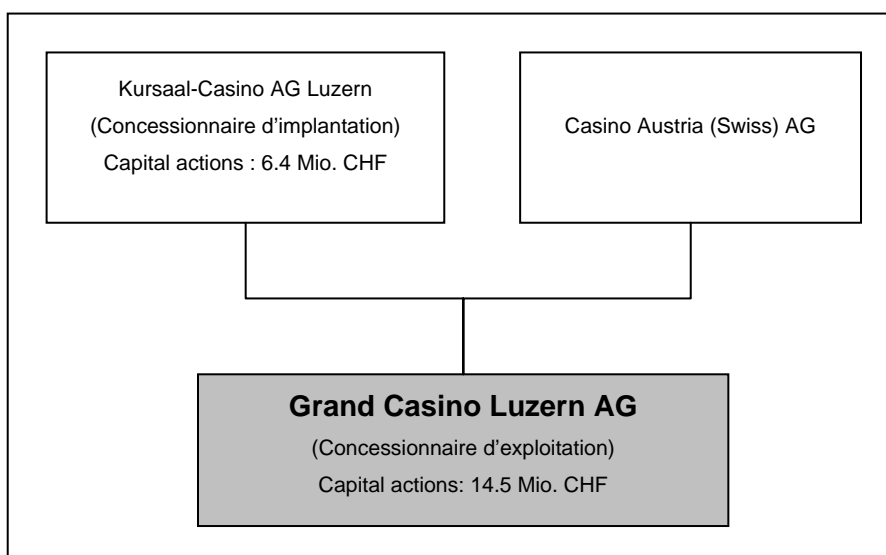 Kursaal-Casino AG Luzern
(Concessionnaire d'implantation)
Capital actions : 6.4 Mio. CHF
Casino Austria (Swiss) AG
Grand Casino Luzern AG
(Concessionnaire d'exploitation)
Capital actions: 14.5 Mio. CHF